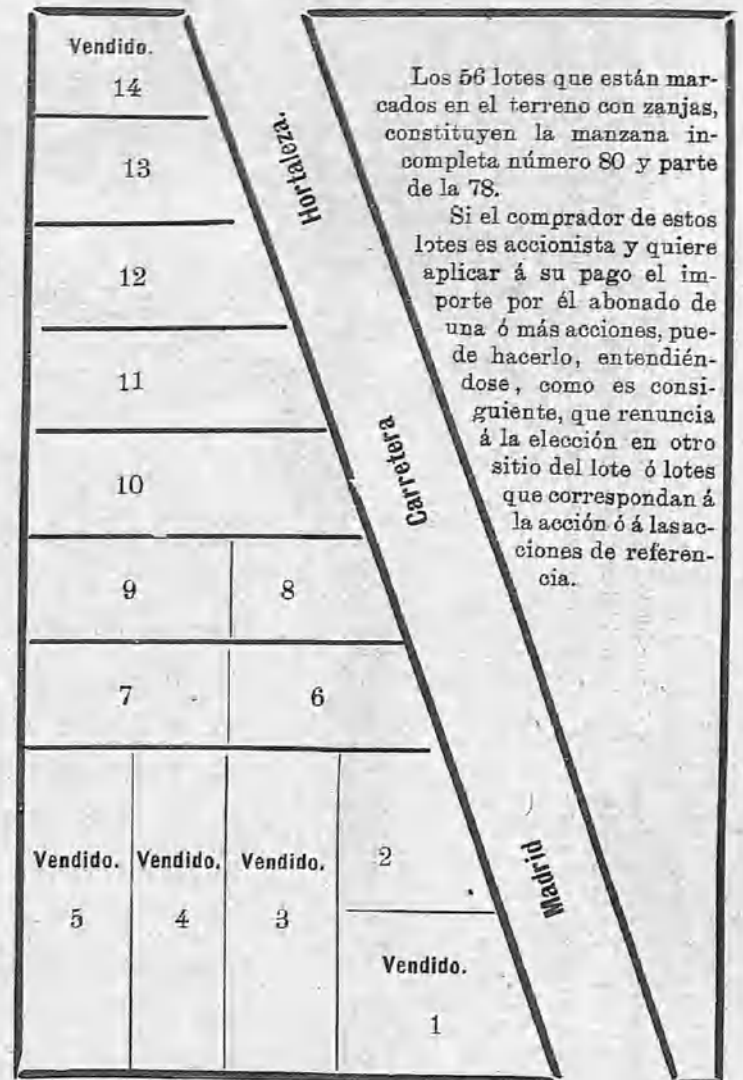 Vendido.
14
13
12
11
10
9 8
7 6
Vendido. Vendido. Vendido. 2
5 4 3
Vendido.
1
Hortaleza.
Carretera
Madrid
Los 56 lotes que están mar-
cados en el terreno con zanjas,
constituyen la manzana in-
completa número 80 y parte
de la 78.
Si el comprador de estos
lotes es accionista y quiere
aplicar á su pago el im-
porte por él abonado de
una ó más acciones, pue-
de hacerlo, entendién-
dose, como es consi-
guiente, que renuncia
á la elección en otro
sitio del lote ó lotes
que correspondan á
la acción ó á las ac-
ciones de referen-
cia.